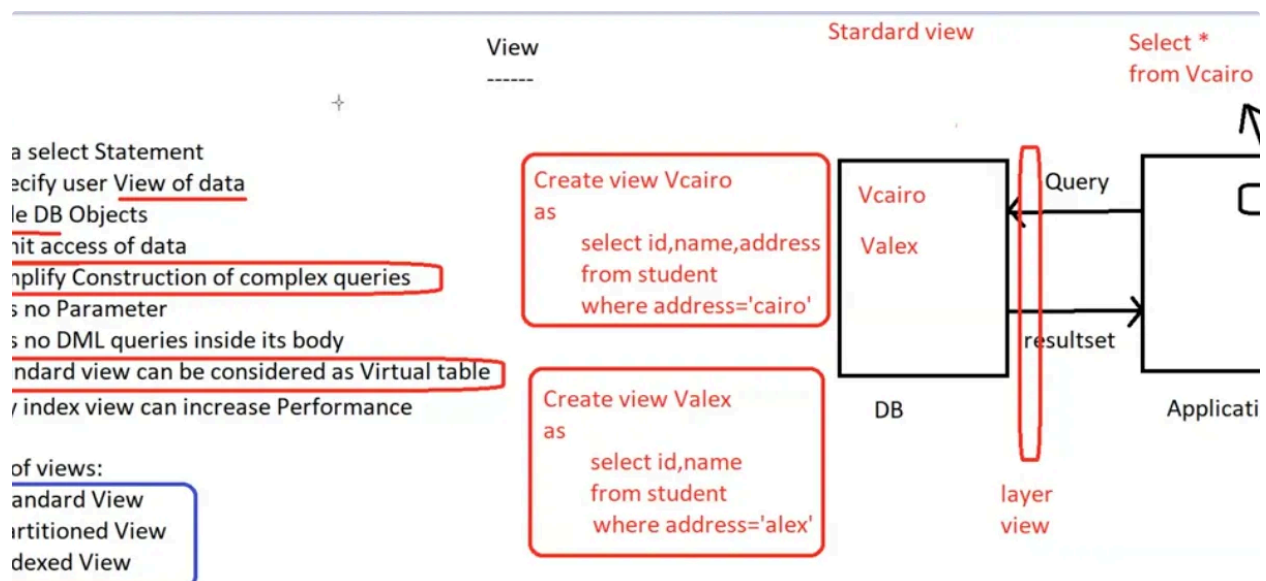 View
------
Stardard view
Select *
from Vcairo
a select Statement
ecify user View of data
le DB Objects
nit access of data
nplify Construction of complex queries
s no Parameter
s no DML queries inside its body
andard view can be considered as Virtual table
y index view can increase Performance
of views:
andard View
artitioned View
dexed View
Create view Vcairo
as
select id,name,address
from student
where address='cairo'
Create view Valex
as
select id,name
from student
where address='alex'
Vcairo
Valex
DB
Query
resultset
layer
view
Applicati